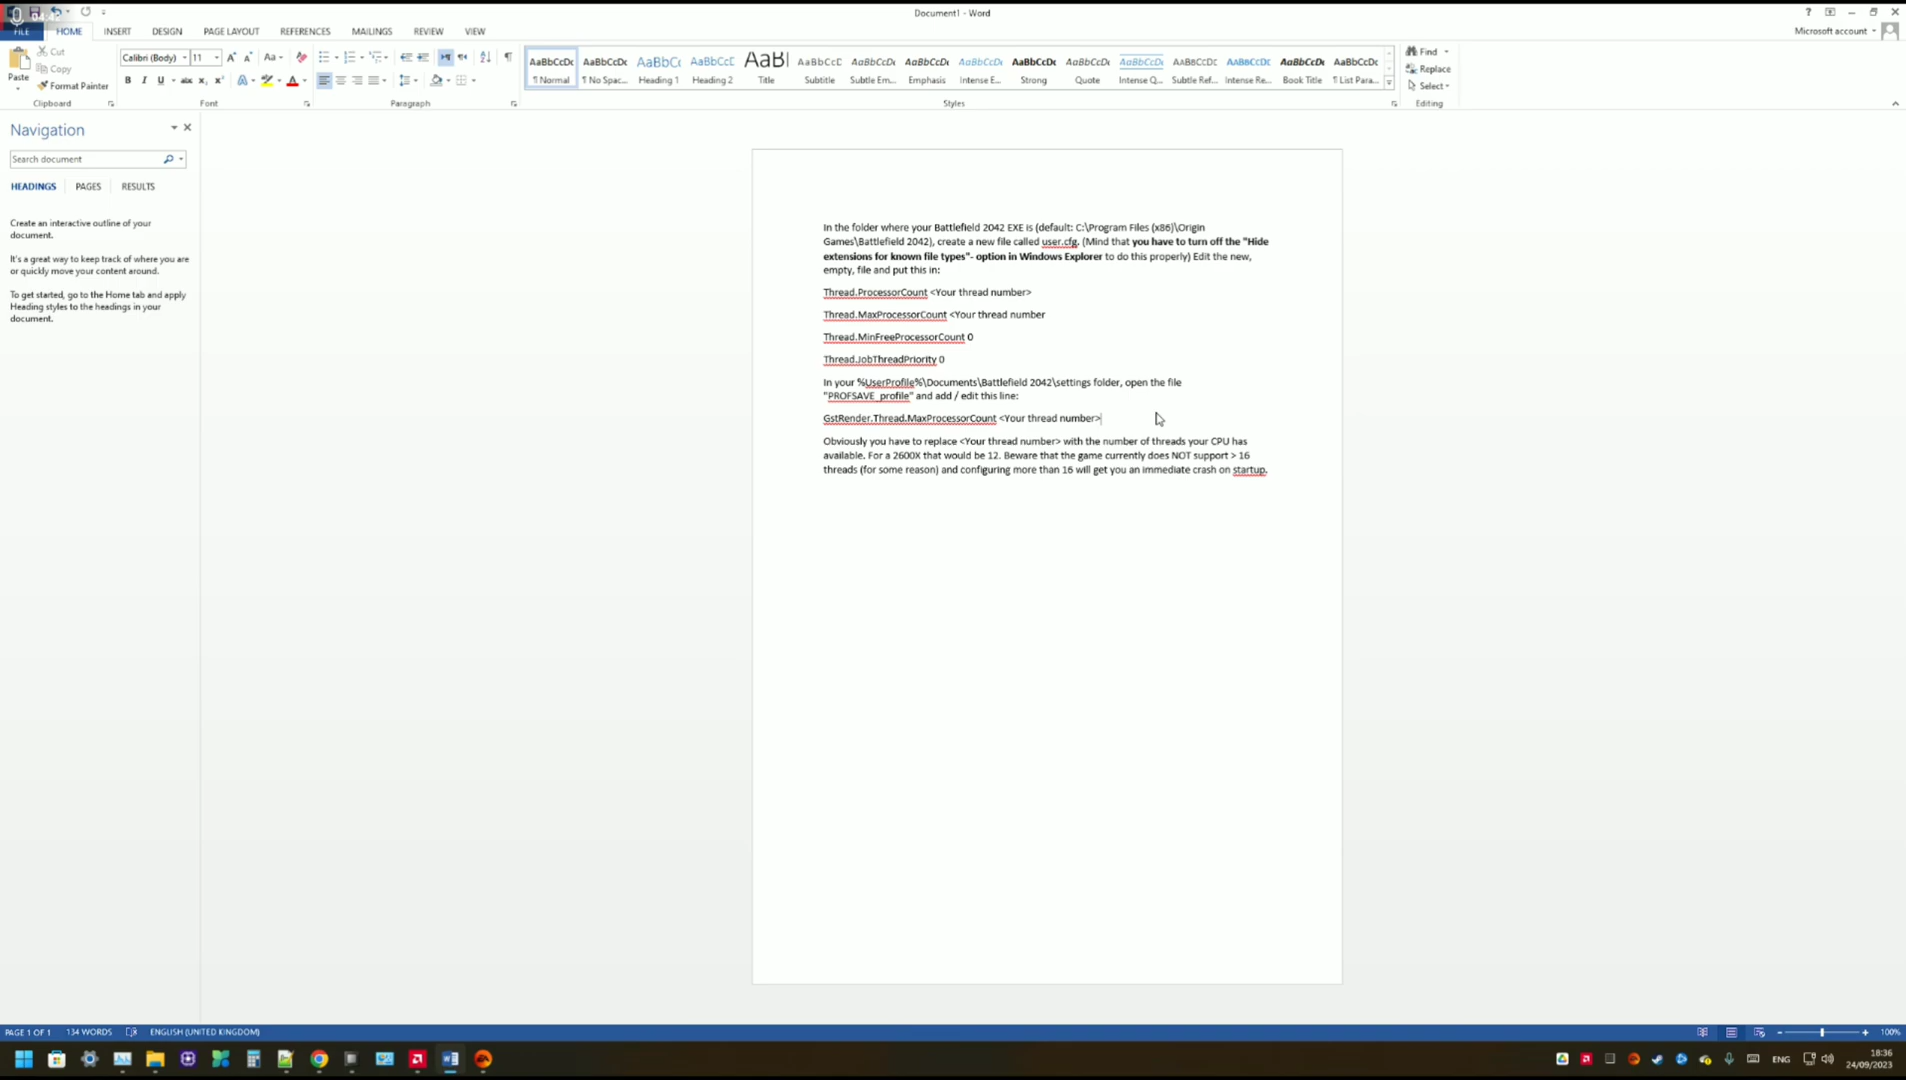 Document1 - Word
FILE
HOME
INSERT
DESIGN
PAGE LAYOUT
REFERENCES
MAILINGS
REVIEW
VIEW
Microsoft account
Paste
Cut
Copy
Format Painter
Clipboard
Calibri (Body)
11
Font
Paragraph
AaBbCcDc
¶ Normal
AaBbCcDc
¶ No Spac...
AaBbC
Heading 1
AaBbCcD
Heading 2
AaBl
Title
AaBbCcC
Subtitle
AaBbCcDc
Subtle Em...
AaBbCcDc
Emphasis
AaBbCcDc
Intense E...
AaBbCcDc
Strong
AaBbCcDc
Quote
AaBbCcDc
Intense Q...
AABBCCDC
Subtle Ref...
AABBCCDC
Intense Re...
AaBbCcDc
Book Title
AaBbCcDc
¶ List Para...
Styles
Find
Replace
Select
Editing
Navigation
Search document
HEADINGS
PAGES
RESULTS
Create an interactive outline of your
document.
It's a great way to keep track of where you are
or quickly move your content around.
To get started, go to the Home tab and apply
Heading styles to the headings in your
document.
In the folder where your Battlefield 2042 EXE is (default: C:\Program Files (x86)\Origin
Games\Battlefield 2042), create a new file called user.cfg. (Mind that you have to turn off the "Hide
extensions for known file types"- option in Windows Explorer to do this properly) Edit the new,
empty, file and put this in:
Thread.ProcessorCount <Your thread number>
Thread.MaxProcessorCount <Your thread number
Thread.MinFreeProcessorCount 0
Thread.JobThreadPriority 0
In your %UserProfile%\Documents\Battlefield 2042\settings folder, open the file
"PROFSAVE_profile" and add / edit this line:
GstRender.Thread.MaxProcessorCount <Your thread number>
Obviously you have to replace <Your thread number> with the number of threads your CPU has
available. For a 2600X that would be 12. Beware that the game currently does NOT support > 16
threads (for some reason) and configuring more than 16 will get you an immediate crash on startup.
PAGE 1 OF 1
134 WORDS
ENGLISH (UNITED KINGDOM)
100%
ENG
18:36
24/09/2023